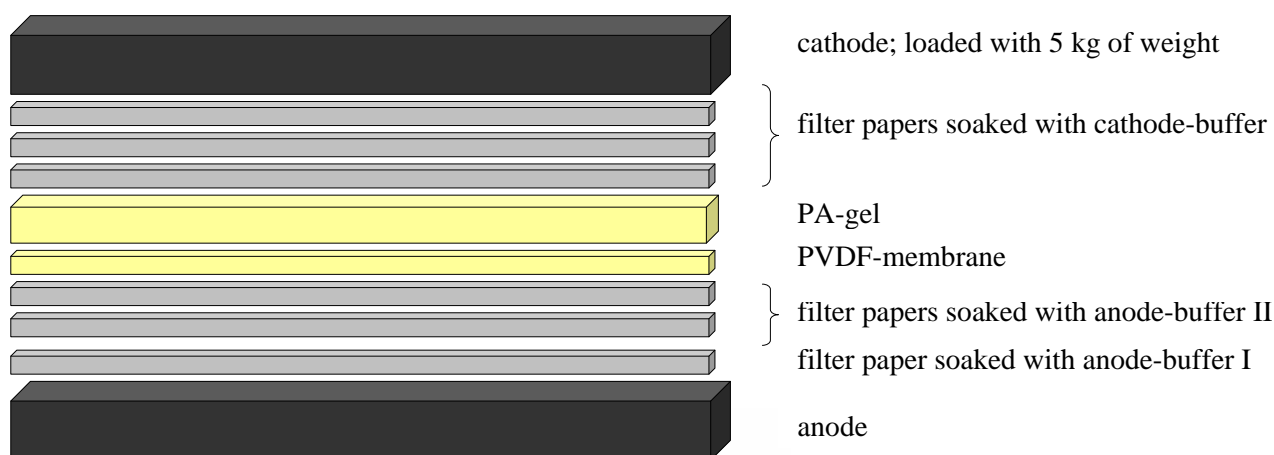 cathode; loaded with 5 kg of weight
filter papers soaked with cathode-buffer
PA-gel
PVDF-membrane
filter papers soaked with anode-buffer II
filter paper soaked with anode-buffer I
anode